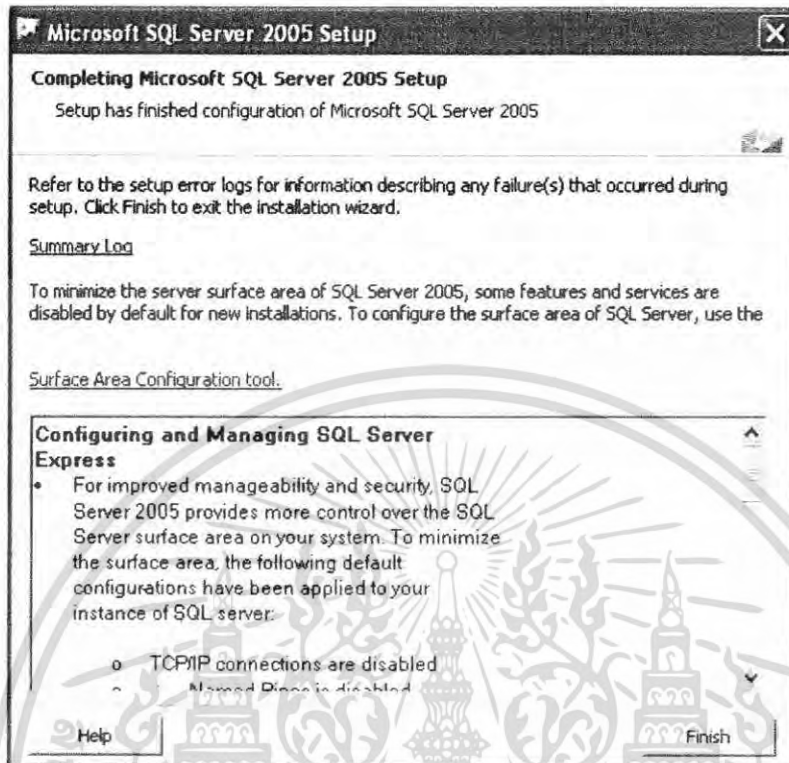 Microsoft SQL Server 2005 Setup
Completing Microsoft SQL Server 2005 Setup
Setup has finished configuration of Microsoft SQL Server 2005
Refer to the setup error logs for information describing any failure(s) that occurred during
setup. Click Finish to exit the installation wizard.
Summary Log
To minimize the server surface area of SQL Server 2005, some features and services are
disabled by default for new installations. To configure the surface area of SQL Server, use the
Surface Area Configuration tool.
Configuring and Managing SQL Server
Express
• For improved manageability and security, SQL
Server 2005 provides more control over the SQL
Server surface area on your system. To minimize
the surface area, the following default
configurations have been applied to your
instance of SQL server:
o TCP/IP connections are disabled
o Named Pipes is disabled
Help
Finish